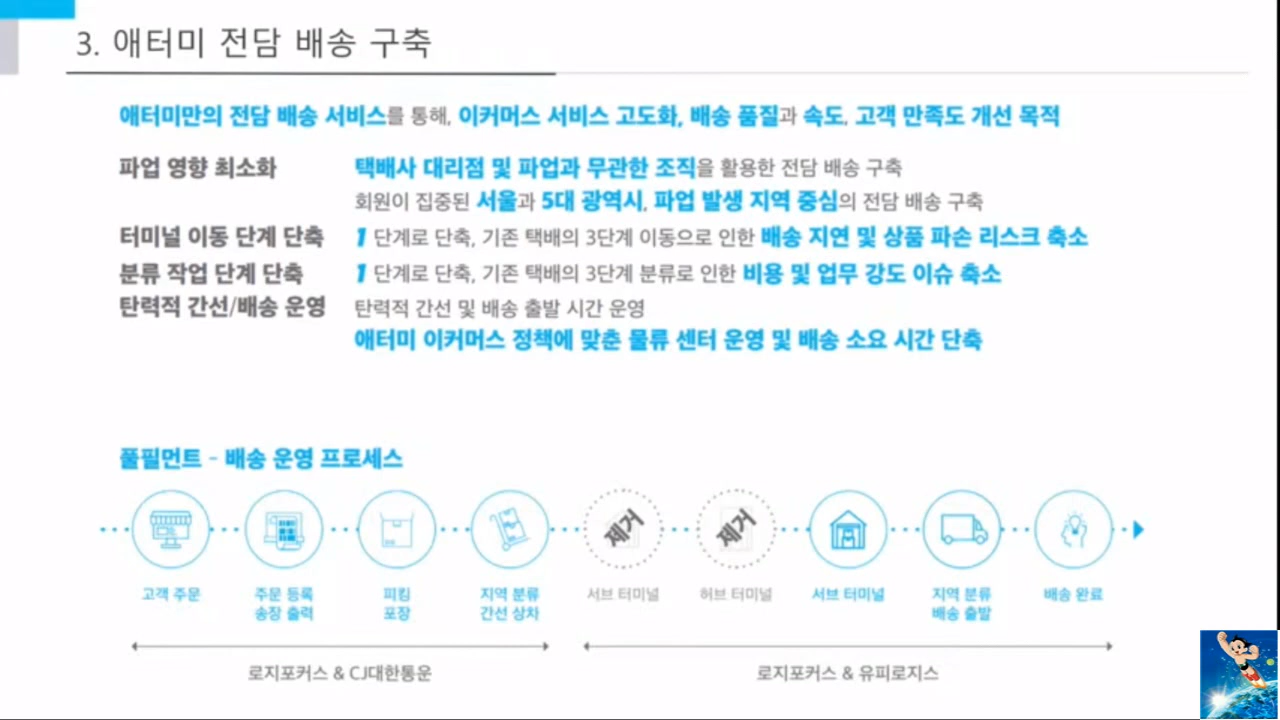 3. 애터미 전담 배송 구축
애터미만의 전담 배송 서비스를 통해, 이커머스 서비스 고도화, 배송 품질과 속도, 고객 만족도 개선 목적
파업 영향 최소화 택배사 대리점 및 파업과 무관한 조직을 활용한 전담 배송 구축
회원이 집중된 서울과 5대 광역시, 파업 발생 지역 중심의 전담 배송 구축
터미널 이동 단계 단축 1 단계로 단축, 기존 택배의 3단계 이동으로 인한 배송 지연 및 상품 파손 리스크 축소
분류 작업 단계 단축 1 단계로 단축, 기존 택배의 3단계 분류로 인한 비용 및 업무 강도 이슈 축소
탄력적 간선/배송 운영 탄력적 간선 및 배송 출발 시간 운영
애터미 이커머스 정책에 맞춘 물류 센터 운영 및 배송 소요 시간 단축
풀필먼트 - 배송 운영 프로세스
제거 제거
고객 주문 주문 등록 피킹 지역 분류 서브 터미널 허브 터미널 서브 터미널 지역 분류 배송 완료
송장 출력 포장 간선 상차 배송 출발
로지포커스 & CJ대한통운 로지포커스 & 유피로지스